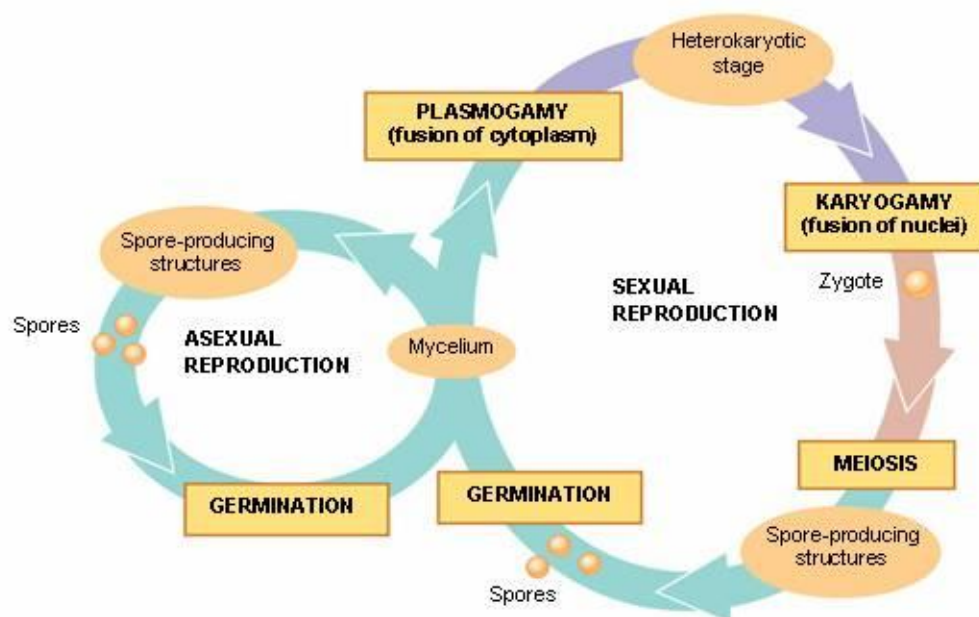 Heterokaryotic
stage
PLASMOGAMY
(fusion of cytoplasm)
KARYOGAMY
(fusion of nuclei)
Spore-producing
structures
Zygote
SEXUAL
REPRODUCTION
Spores
ASEXUAL
REPRODUCTION
Mycelium
MEIOSIS
GERMINATION
GERMINATION
Spore-producing
structures
Spores